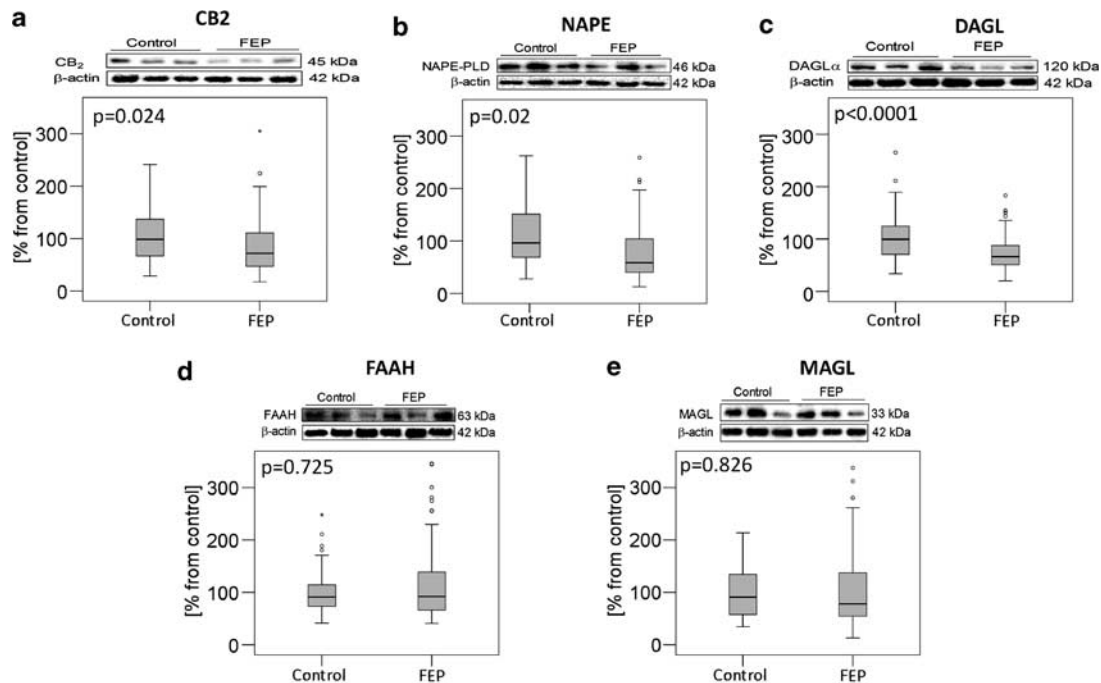 a
CB2
Control FEP
CB2 45 kDa
β-actin 42 kDa
p=0.024
[% from control]
300
200
100
0
Control FEP
b
NAPE
Control FEP
NAPE-PLD 46 kDa
β-actin 42 kDa
p=0.02
[% from control]
300
200
100
0
Control FEP
c
DAGL
Control FEP
DAGLα 120 kDa
β-actin 42 kDa
p<0.0001
[% from control]
300
200
100
0
Control FEP
d
FAAH
Control FEP
FAAH 63 kDa
β-actin 42 kDa
p=0.725
[% from control]
300
200
100
0
Control FEP
e
MAGL
Control FEP
MAGL 33 kDa
β-actin 42 kDa
p=0.826
[% from control]
300
200
100
0
Control FEP